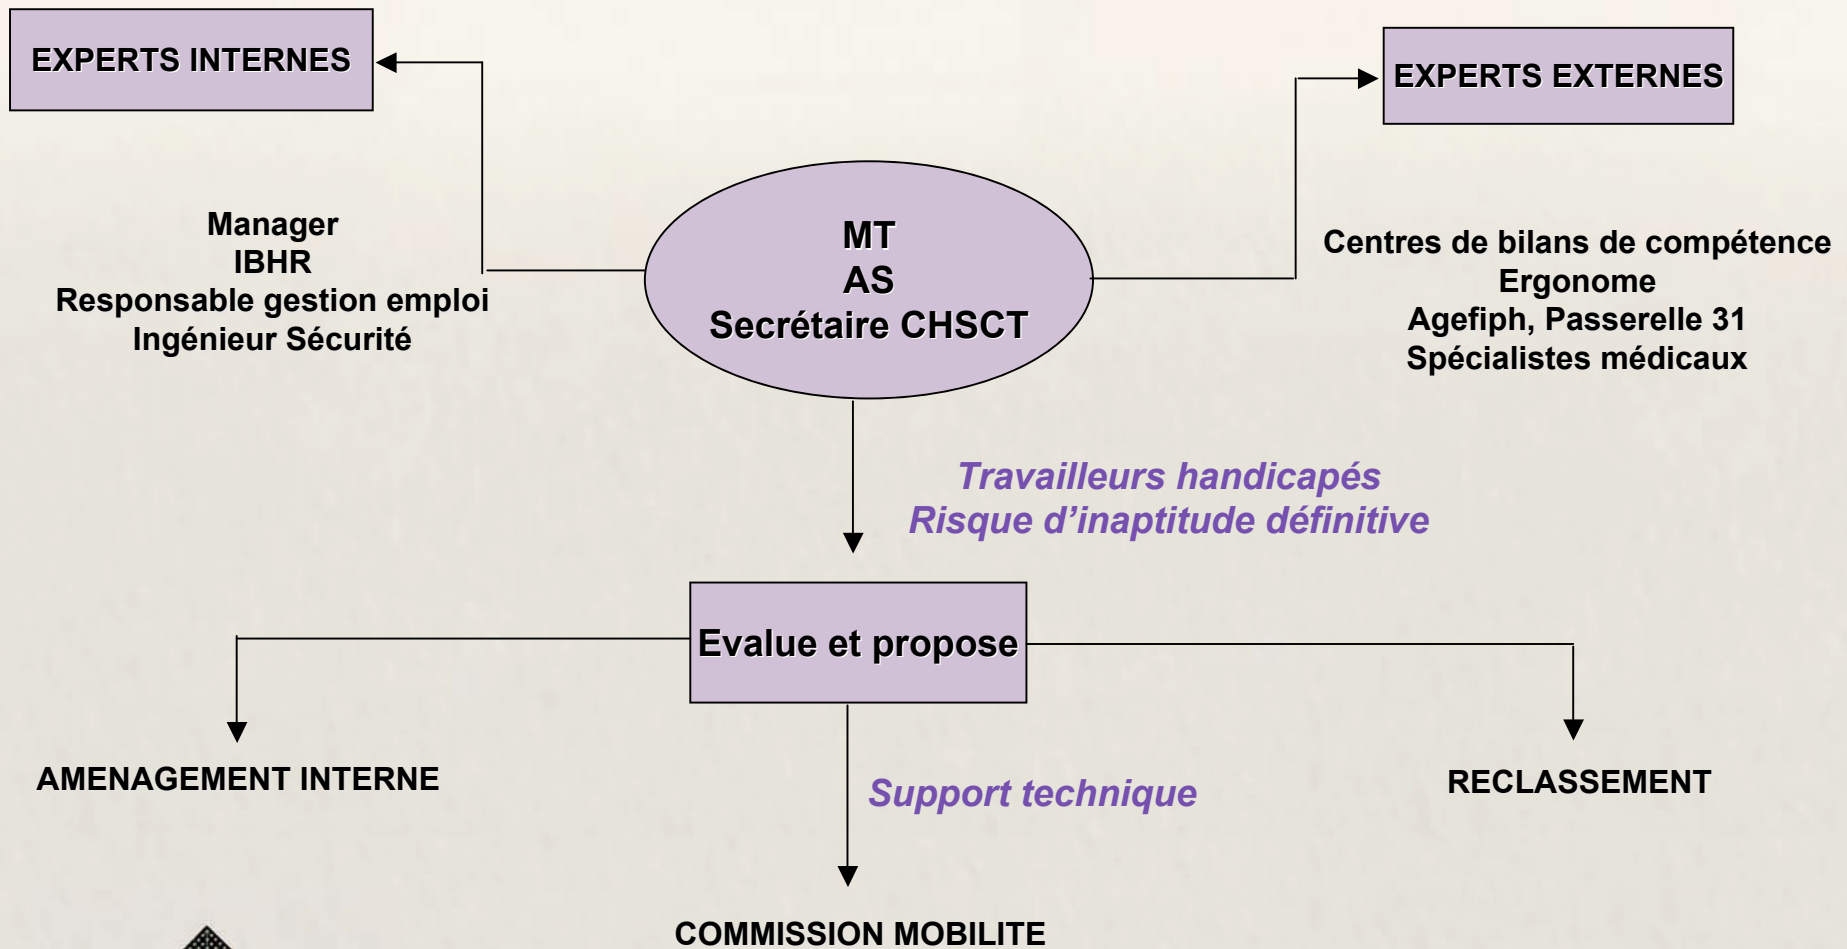 EXPERTS INTERNES
EXPERTS EXTERNES
Manager
IBHR
Responsable gestion emploi
Ingénieur Sécurité
MT
AS
Secrétaire CHSCT
Centres de bilans de compétence
Ergonome
Agefiph, Passerelle 31
Spécialistes médicaux
Travailleurs handicapés
Risque d’inaptitude définitive
Evalue et propose
AMENAGEMENT INTERNE
Support technique
RECLASSEMENT
COMMISSION MOBILITE